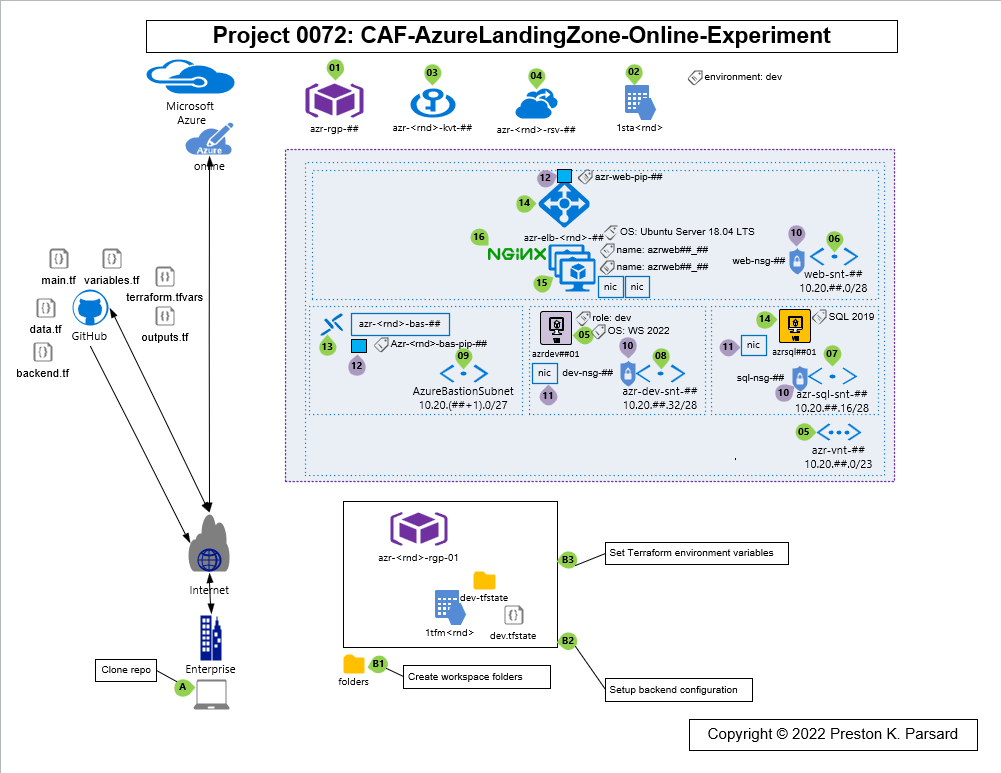 Project 0072: CAF-AzureLandingZone-Online-Experiment
Microsoft
Azure
Azure
online
01
azr-rgp-##
03
azr-<rnd>-kvt-##
04
azr-<rnd>-rsv-##
02
1sta<rnd>
environment: dev
12
azr-web-pip-##
14
azr-elb-<rnd>-##
OS: Ubuntu Server 18.04 LTS
16
NGINX
name: azrweb##_##
name: azrweb##_##
15
nic
nic
10
web-nsg-##
06
web-snt-##
10.20.##.0/28
13
azr-<rnd>-bas-##
Azr-<rnd>-bas-pip-##
12
09
AzureBastionSubnet
10.20.(##+1).0/27
role: dev
05
OS: WS 2022
azrdev##01
nic
11
10
dev-nsg-##
08
azr-dev-snt-##
10.20.##.32/28
14
SQL 2019
azrsql##01
11
nic
sql-nsg-##
10
07
azr-sql-snt-##
10.20.##.16/28
05
azr-vnt-##
10.20.##.0/23
main.tf
variables.tf
terraform.tfvars
data.tf
GitHub
outputs.tf
backend.tf
Internet
Enterprise
Clone repo
A
azr-<rnd>-rgp-01
dev-tfstate
1tfm<rnd>
dev.tfstate
B3
Set Terraform environment variables
B2
Setup backend configuration
folders
B1
Create workspace folders
Copyright © 2022 Preston K. Parsard